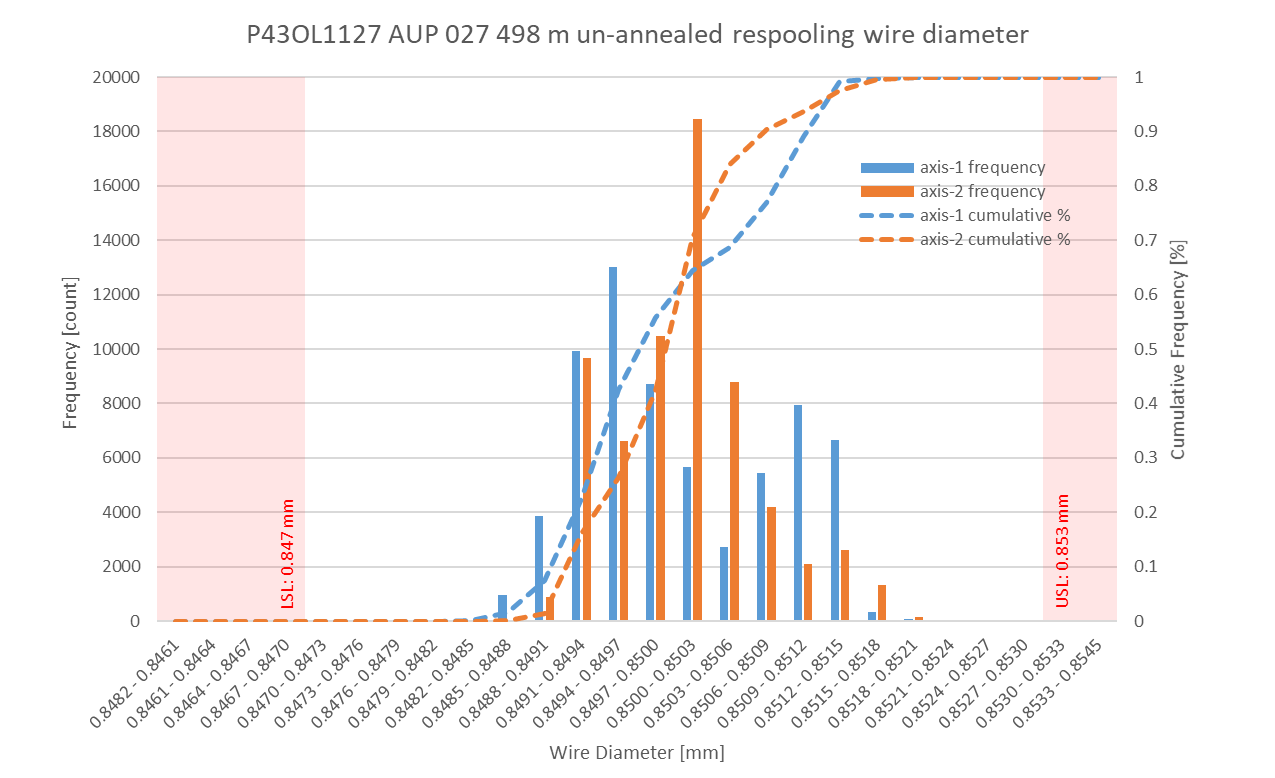 P43OL1127 AUP 027 498 m un-annealed respooling wire diameter
20000
18000
16000
14000
12000
10000
8000
6000
4000
2000
0
Frequency [count]
1
0.9
0.8
0.7
0.6
0.5
0.4
0.3
0.2
0.1
0
Cumulative Frequency [%]
axis-1 frequency
axis-2 frequency
axis-1 cumulative %
axis-2 cumulative %
LSL: 0.847 mm
USL: 0.853 mm
0.8482 - 0.8461
0.8461 - 0.8464
0.8464 - 0.8467
0.8467 - 0.8470
0.8470 - 0.8473
0.8473 - 0.8476
0.8476 - 0.8479
0.8479 - 0.8482
0.8482 - 0.8485
0.8485 - 0.8488
0.8488 - 0.8491
0.8491 - 0.8494
0.8494 - 0.8497
0.8497 - 0.8500
0.8500 - 0.8503
0.8503 - 0.8506
0.8506 - 0.8509
0.8509 - 0.8512
0.8512 - 0.8515
0.8515 - 0.8518
0.8518 - 0.8521
0.8521 - 0.8524
0.8524 - 0.8527
0.8527 - 0.8530
0.8530 - 0.8533
0.8533 - 0.8545
Wire Diameter [mm]